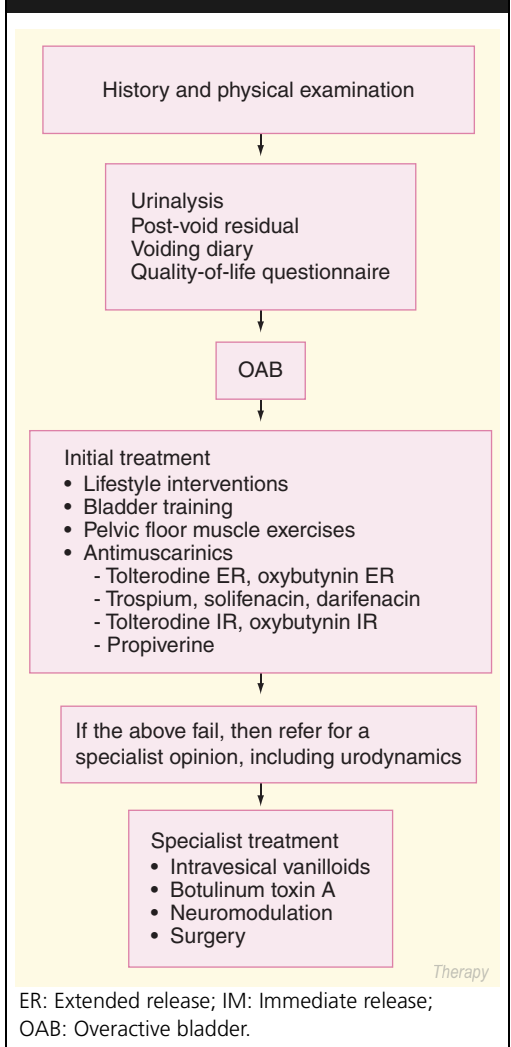 History and physical examination
Urinalysis
Post-void residual
Voiding diary
Quality-of-life questionnaire
OAB
Initial treatment
• Lifestyle interventions
• Bladder training
• Pelvic floor muscle exercises
• Antimuscarinics
- Tolterodine ER, oxybutynin ER
- Trospium, solifenacin, darifenacin
- Tolterodine IR, oxybutynin IR
- Propiverine
If the above fail, then refer for a
specialist opinion, including urodynamics
Specialist treatment
• Intravesical vanilloids
• Botulinum toxin A
• Neuromodulation
• Surgery
Therapy
ER: Extended release; IM: Immediate release;
OAB: Overactive bladder.